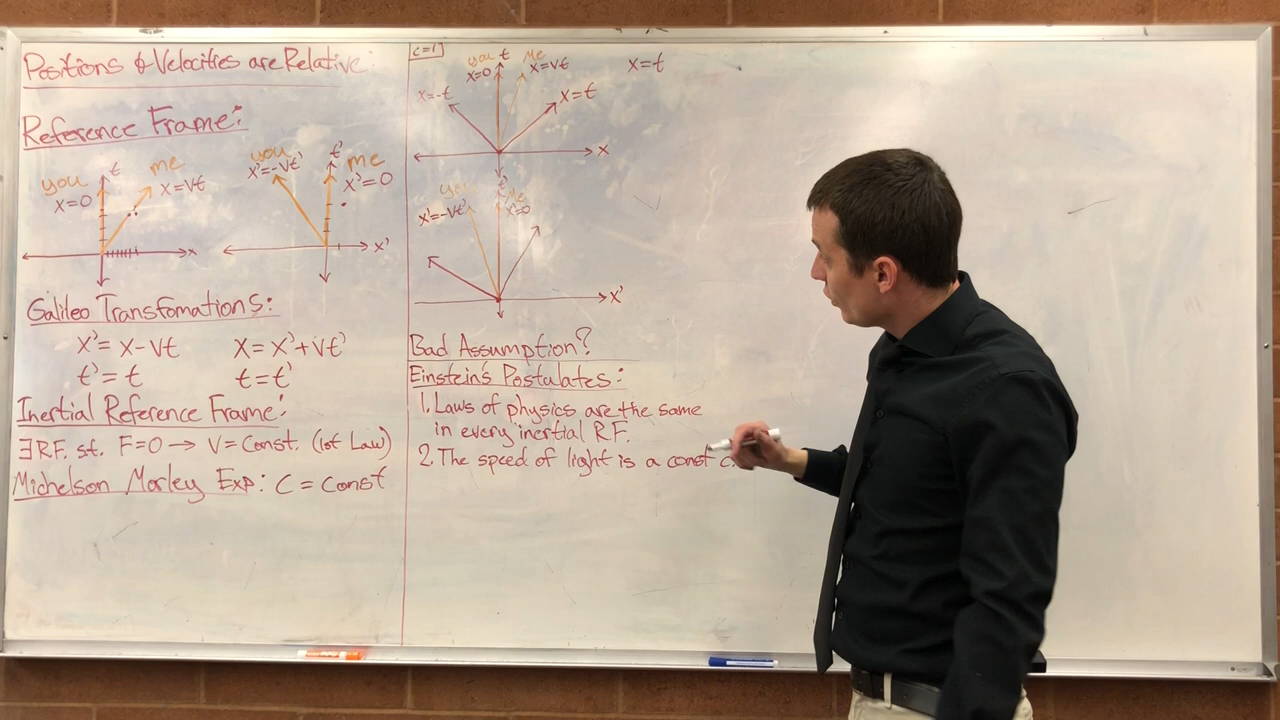 Positions & Velocities are Relative:
Reference Frame:
you
x=0
t
me
x=vt
x
you
x'=-vt'
t'
me
x'=0
x'
Galileo Transfomations:
x'= x-vt
x= x'+vt'
t'= t
t= t'
Inertial Reference Frame:
∃ R.F. st. F=0 → V=Const. (1st Law)
Michelson Morley Exp: C = Const
c=1
you
x=0
t
Me
x=vt
x=t
x=-t
x=t
x
you
x'=-vt'
t'
Me
x'=0
x'
Bad Assumption?
Einstein's Postulates:
1. Laws of physics are the same
in every inertial R.F.
2. The speed of light is a const c.